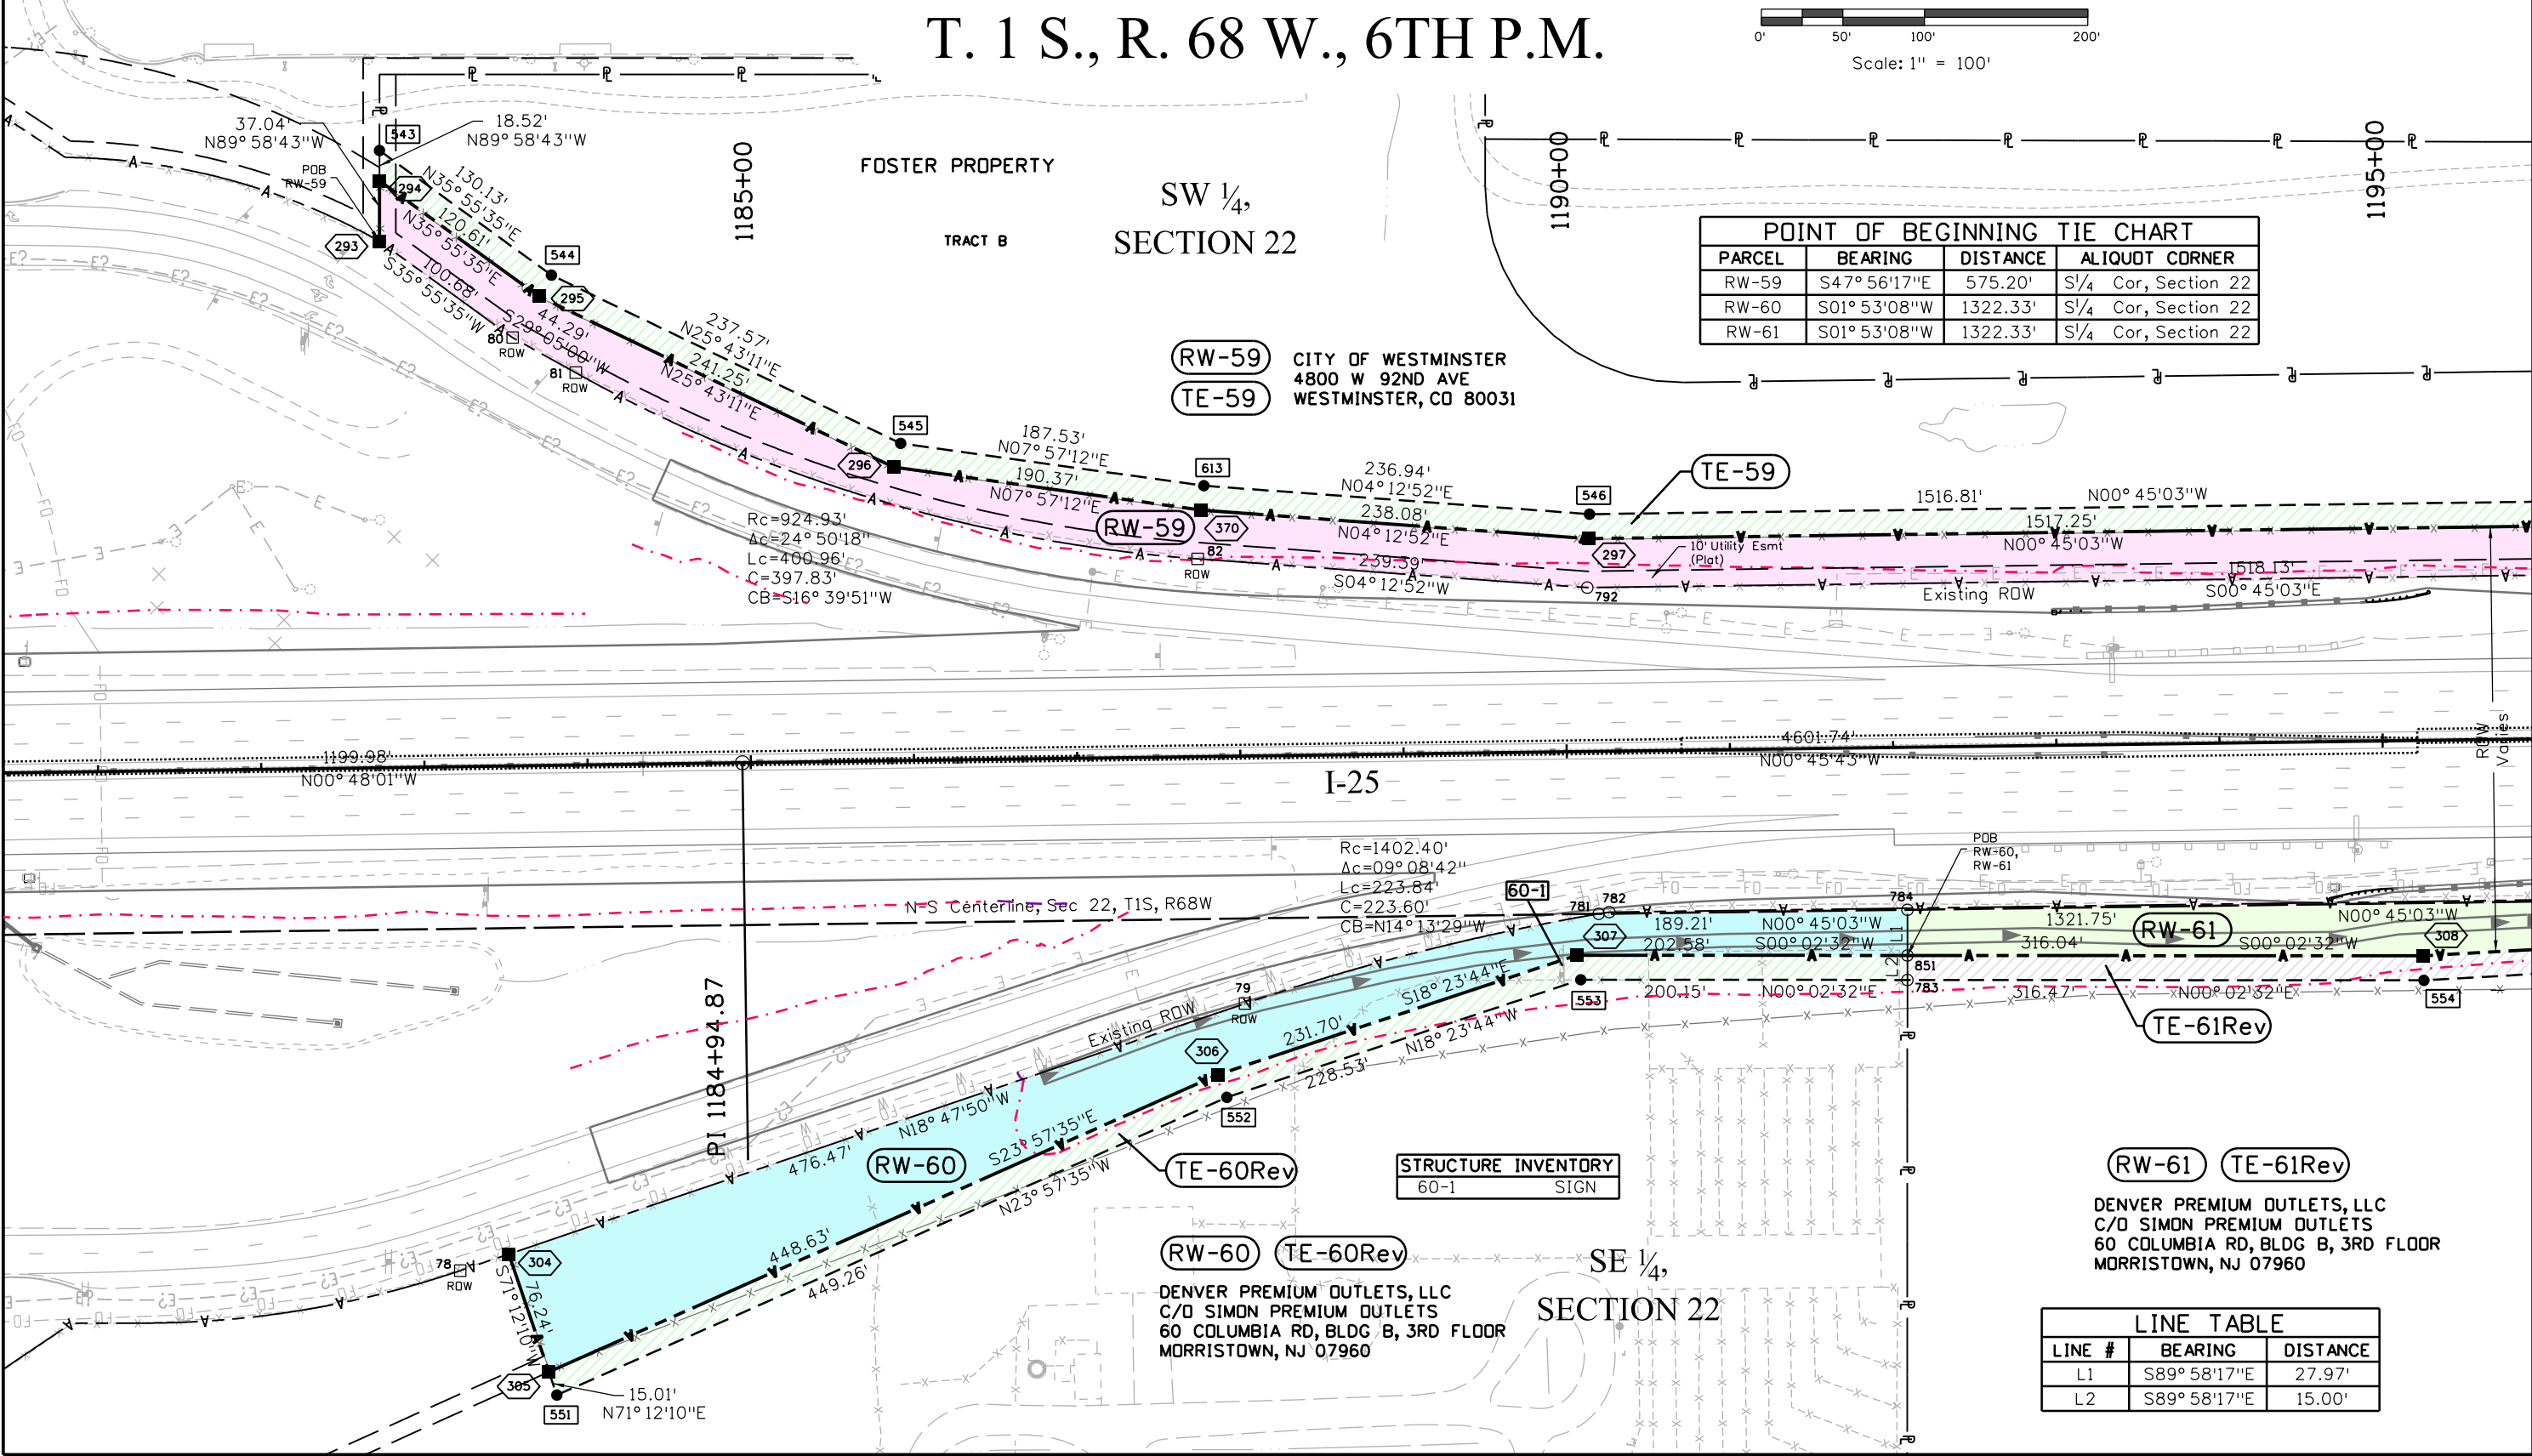 T. 1 S., R. 68 W., 6TH P.M.
0' 50' 100' 200'
Scale: 1" = 100'
37.04'
N89°58'43"W
18.52'
N89°58'43"W
543
POB
RW-59
294
293
130.13'
N35°55'35"E
120.61'
N35°55'35"E
100.68'
S35°55'35"W
544
295
44.29'
S29°05'00"W
80
ROW
81
ROW
237.57'
N25°43'11"E
241.25'
N25°43'11"E
1185+00
1190+00
1195+00
FOSTER PROPERTY
TRACT B
SW 1/4,
SECTION 22
POINT OF BEGINNING TIE CHART
PARCEL BEARING DISTANCE ALIQUOT CORNER
RW-59 S47°56'17"E 575.20' S1/4 Cor, Section 22
RW-60 S01°53'08"W 1322.33' S1/4 Cor, Section 22
RW-61 S01°53'08"W 1322.33' S1/4 Cor, Section 22
RW-59
TE-59
CITY OF WESTMINSTER
4800 W 92ND AVE
WESTMINSTER, CO 80031
545
296
187.53'
N07°57'12"E
190.37'
N07°57'12"E
613
RW-59
370
82
ROW
236.94'
N04°12'52"E
238.08'
N04°12'52"E
239.39'
S04°12'52"W
546
297
792
TE-59
10' Utility Esmt
(Plat)
1516.81' N00°45'03"W
1517.25'
N00°45'03"W
1518.13'
S00°45'03"E
Existing ROW
Rc=924.93'
Δc=24°50'18"
Lc=400.96'
C=397.83'
CB=S16°39'51"W
1199.98'
N00°48'01"W
4601.74'
N00°45'43"W
I-25
ROW
Varies
PI 1184+94.87
N-S Centerline, Sec 22, T1S, R68W
Rc=1402.40'
Δc=09°08'42"
Lc=223.84'
C=223.60'
CB=N14°13'29"W
60-1
781
782
784
POB
RW-60,
RW-61
307
189.21' N00°45'03"W
202.58' S00°02'32"W
L1
L2
851
783
1321.75'
N00°45'03"W
RW-61
316.04' S00°02'32"W
308
553
200.15' N00°02'32"E
316.47' N00°02'32"E
554
TE-61Rev
79
ROW
Existing ROW
S18°23'44"E
231.70'
N18°23'44"W
228.53'
306
552
N18°47'50"W
476.47'
RW-60
S23°57'35"E
448.63'
N23°57'35"W
449.26'
TE-60Rev
78
ROW
304
S71°12'10"W
76.24'
305
551
15.01'
N71°12'10"E
STRUCTURE INVENTORY
60-1 SIGN
RW-60 TE-60Rev
DENVER PREMIUM OUTLETS, LLC
C/O SIMON PREMIUM OUTLETS
60 COLUMBIA RD, BLDG B, 3RD FLOOR
MORRISTOWN, NJ 07960
SE 1/4,
SECTION 22
RW-61 TE-61Rev
DENVER PREMIUM OUTLETS, LLC
C/O SIMON PREMIUM OUTLETS
60 COLUMBIA RD, BLDG B, 3RD FLOOR
MORRISTOWN, NJ 07960
LINE TABLE
LINE # BEARING DISTANCE
L1 S89°58'17"E 27.97'
L2 S89°58'17"E 15.00'